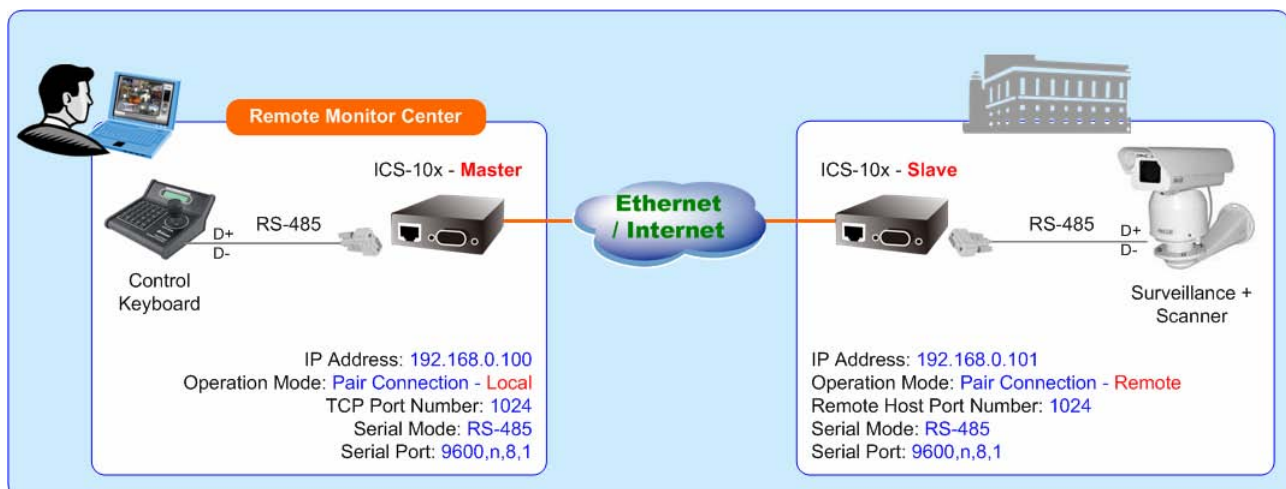 Remote Monitor Center
ICS-10x - Master
RS-485
D+
D-
Control
Keyboard
IP Address: 192.168.0.100
Operation Mode: Pair Connection - Local
TCP Port Number: 1024
Serial Mode: RS-485
Serial Port: 9600,n,8,1
Ethernet
/ Internet
ICS-10x - Slave
RS-485
D+
D-
Surveillance +
Scanner
IP Address: 192.168.0.101
Operation Mode: Pair Connection - Remote
Remote Host Port Number: 1024
Serial Mode: RS-485
Serial Port: 9600,n,8,1